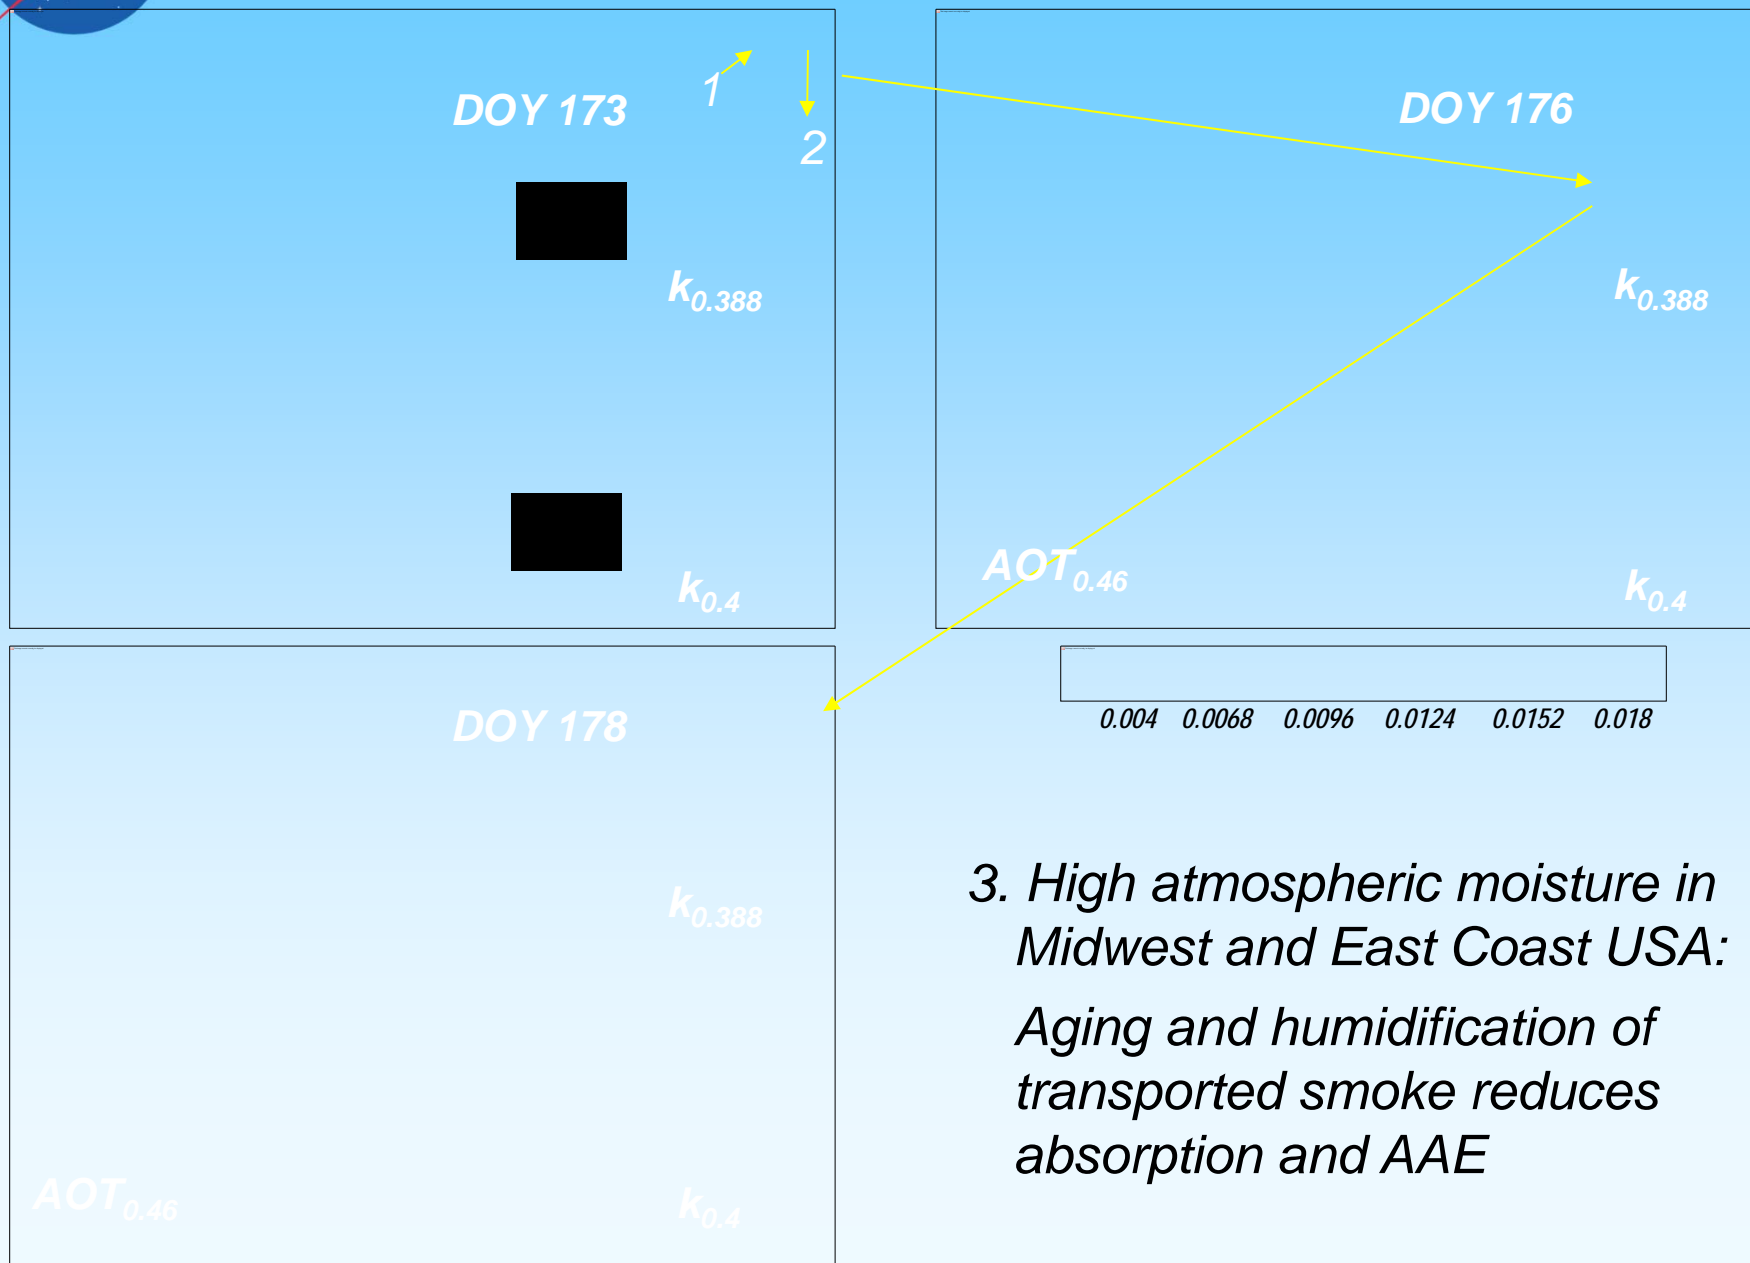 1
DOY 173
2
k0.388
k0.4
DOY 176
k0.388
AOT0.46
k0.4
DOY 178
k0.388
AOT0.46
k0.4
0.004 0.0068 0.0096 0.0124 0.0152 0.018
3. High atmospheric moisture in
Midwest and East Coast USA:
Aging and humidification of
transported smoke reduces
absorption and AAE